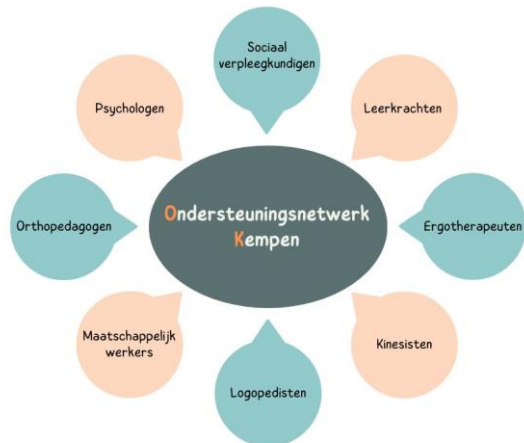 Sociaal
verpleegkundigen
Psychologen
Leerkrachten
Orthopedagogen
Ondersteuningsnetwerk
Kempen
Ergotherapeuten
Maatschappelijk
werkers
Kinesisten
Logopedisten